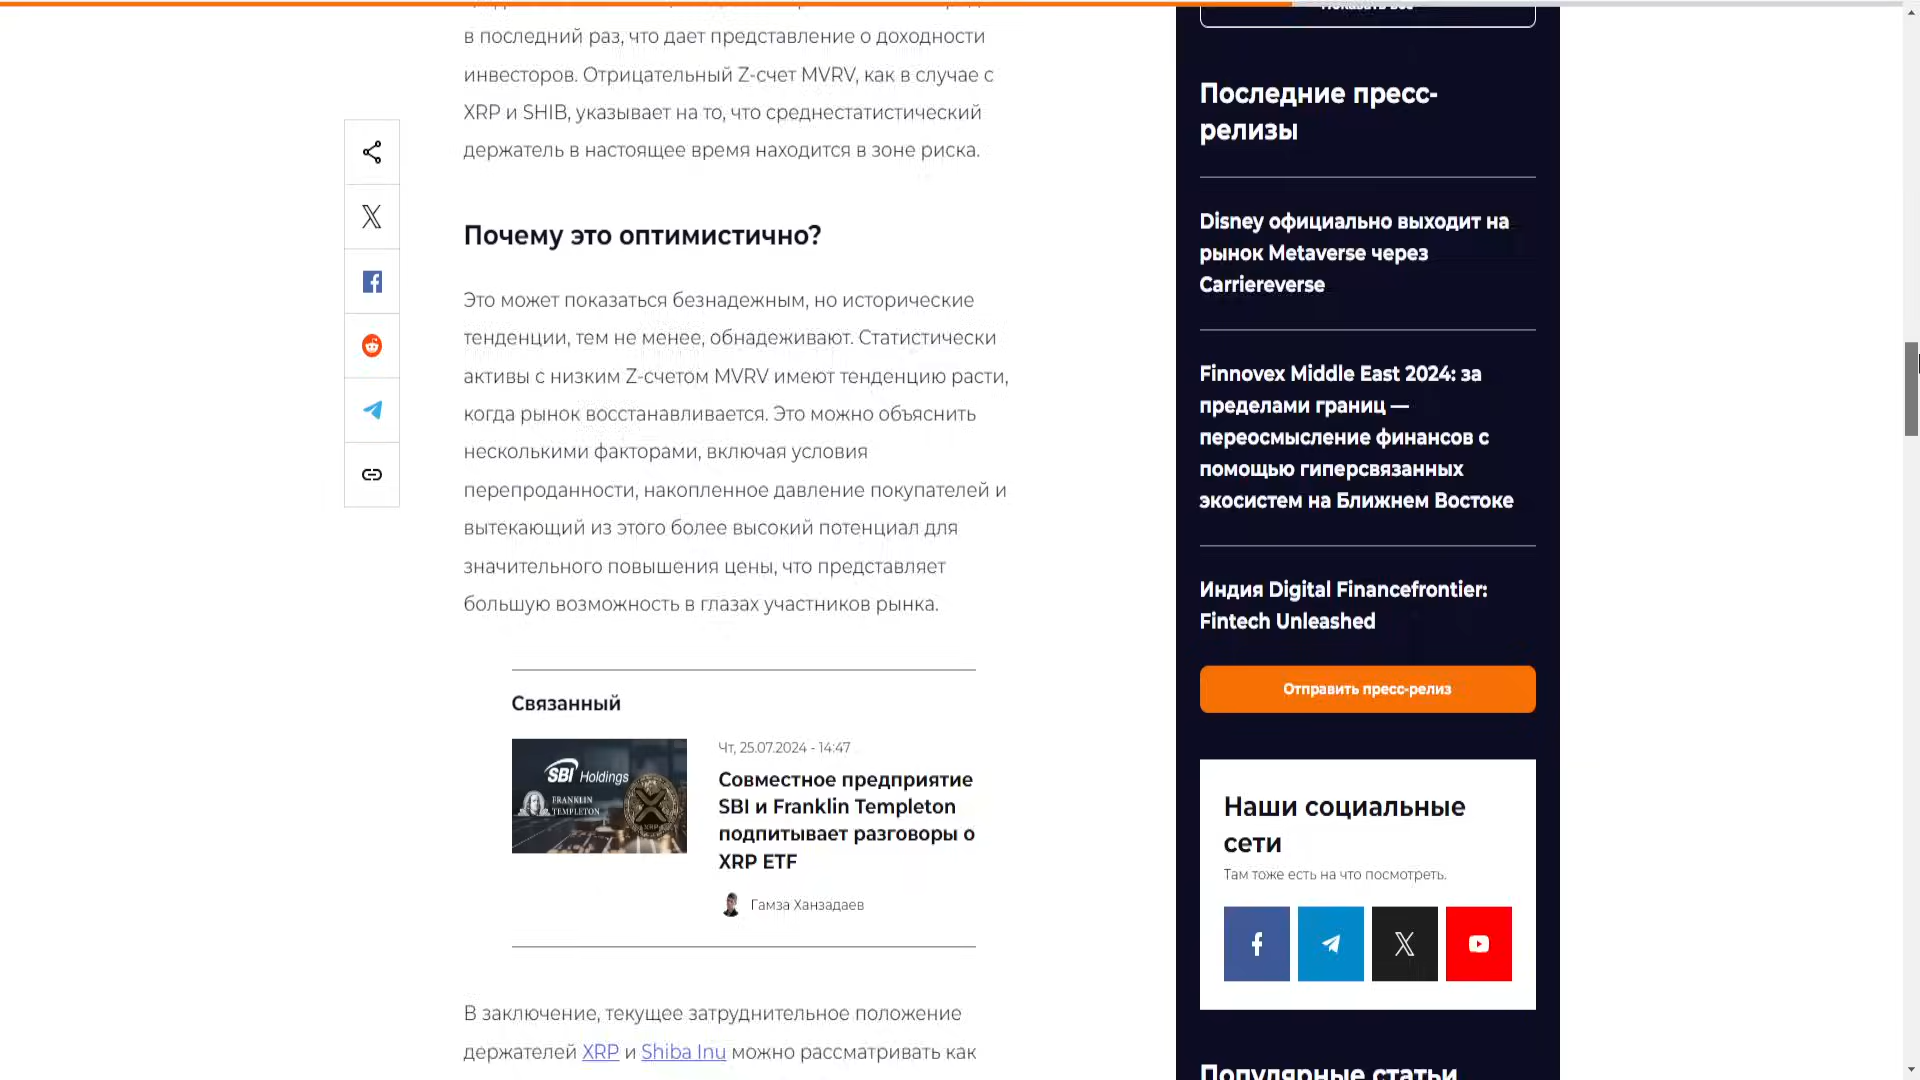 в последний раз, что дает представление о доходности
инвесторов. Отрицательный Z-счет MVRV, как в случае с
XRP и SHIB, указывает на то, что среднестатистический
держатель в настоящее время находится в зоне риска.
Почему это оптимистично?
Это может показаться безнадежным, но исторические
тенденции, тем не менее, обнадеживают. Статистически
активы с низким Z-счетом MVRV имеют тенденцию расти,
когда рынок восстанавливается. Это можно объяснить
несколькими факторами, включая условия
перепроданности, накопленное давление покупателей и
вытекающий из этого более высокий потенциал для
значительного повышения цены, что представляет
большую возможность в глазах участников рынка.
Связанный
SBI Holdings
FRANKLIN
TEMPLETON
XRP
Чт, 25.07.2024 - 14:47
Совместное предприятие
SBI и Franklin Templeton
подпитывает разговоры о
XRP ETF
Гамза Ханзадаев
В заключение, текущее затруднительное положение
держателей XRP и Shiba Inu можно рассматривать как
Показать все
Последние пресс-
релизы
Disney официально выходит на
рынок Metaverse через
Carriereverse
Finnovex Middle East 2024: за
пределами границ —
переосмысление финансов с
помощью гиперсвязанных
экосистем на Ближнем Востоке
Индия Digital Financefrontier:
Fintech Unleashed
Отправить пресс-релиз
Наши социальные
сети
Там тоже есть на что посмотреть.
Популярные статьи